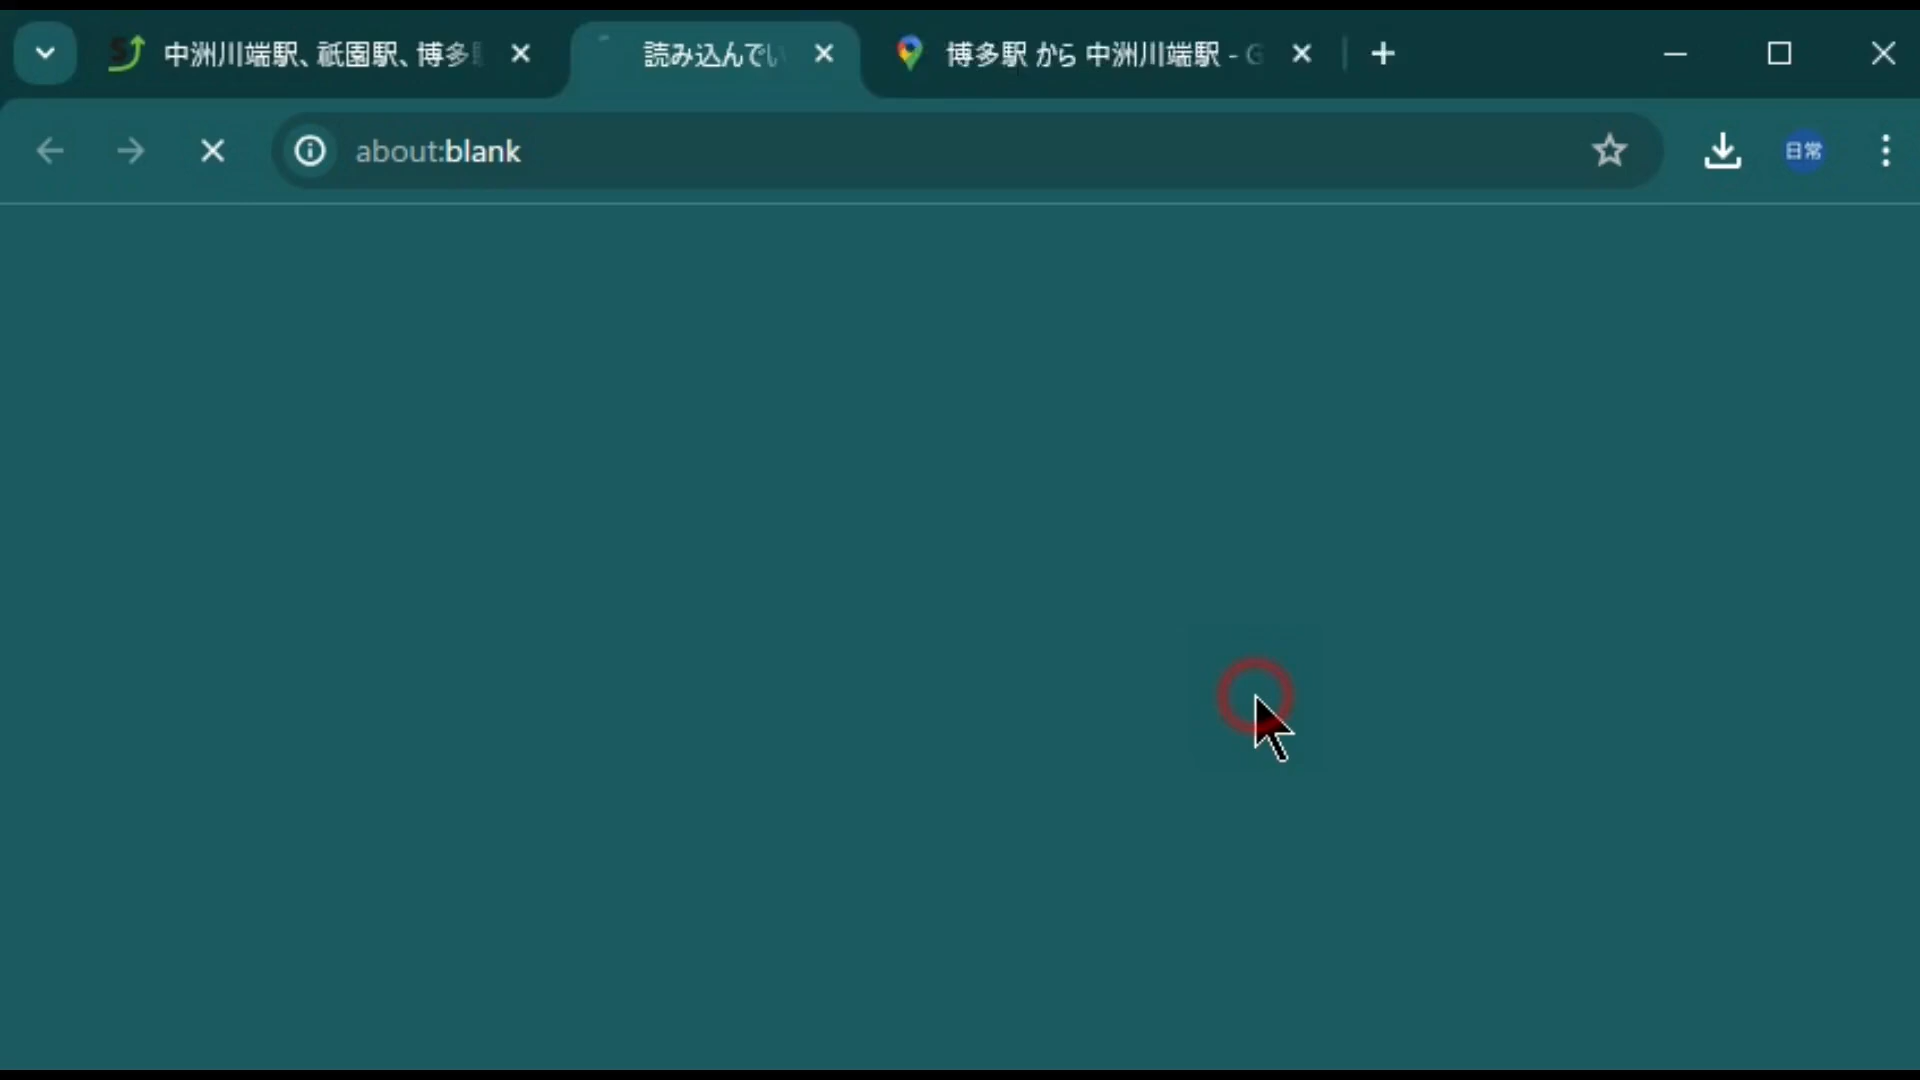 中洲川端駅、祇園駅、博多
読み込んでい
博多駅 から 中洲川端駅 - G
about:blank
日常